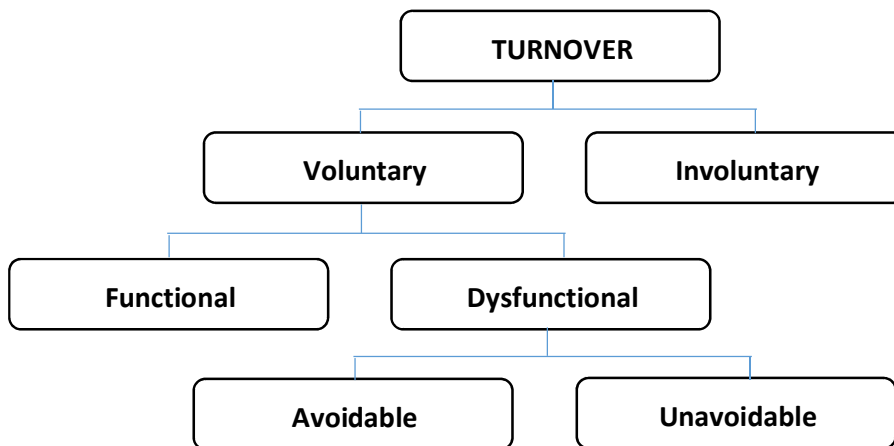 TURNOVER
Voluntary
Involuntary
Functional
Dysfunctional
Avoidable
Unavoidable